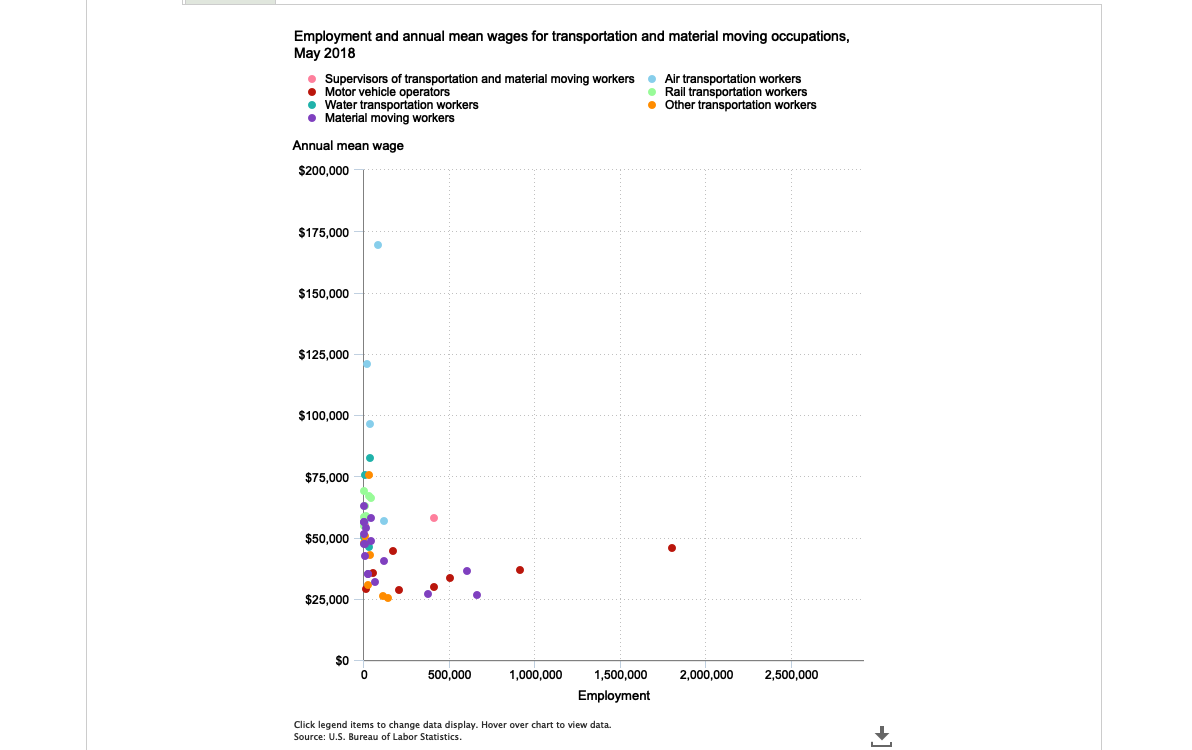 Employment and annual mean wages for transportation and material moving occupations,
May 2018
Supervisors of transportation and material moving workers
Motor vehicle operators
Water transportation workers
Material moving workers
Air transportation workers
Rail transportation workers
Other transportation workers
Annual mean wage
$200,000
$175,000
$150,000
$125,000
$100,000
$75,000
$50,000
$25,000
$0
0 500,000 1,000,000 1,500,000 2,000,000 2,500,000
Employment
Click legend items to change data display. Hover over chart to view data.
Source: U.S. Bureau of Labor Statistics.